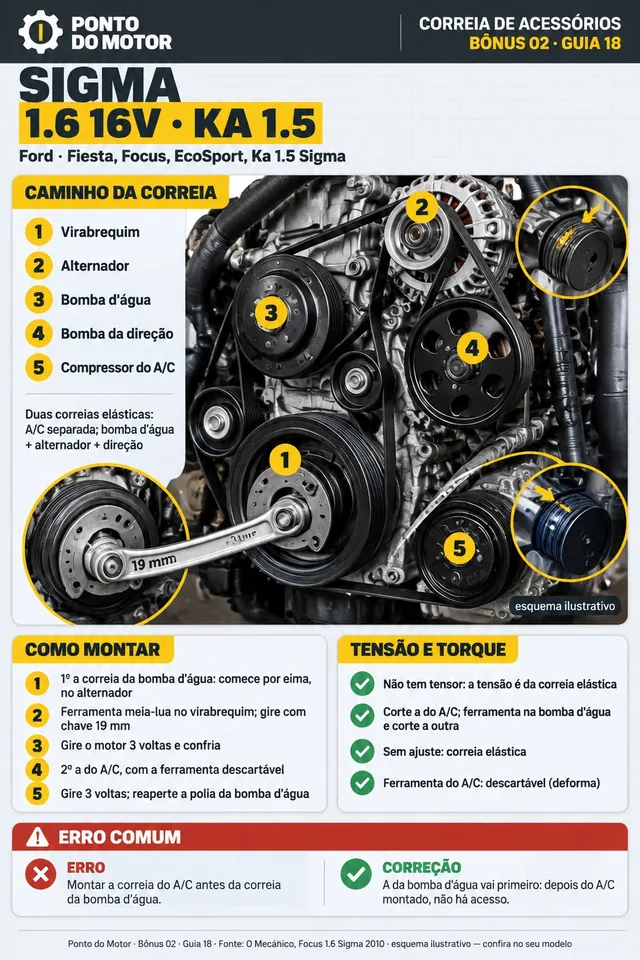 PONTO
DO MOTOR
CORREIA DE ACESSÓRIOS
BÔNUS 02 · GUIA 18
SIGMA
1.6 16V · KA 1.5
Ford · Fiesta, Focus, EcoSport, Ka 1.5 Sigma
CAMINHO DA CORREIA
1 Virabrequim
2 Alternador
3 Bomba d'água
4 Bomba da direção
5 Compressor do A/C
Duas correias elásticas:
A/C separada; bomba d'água
+ alternador + direção
2
3
4
1
5
19 mm
esquema ilustrativo
COMO MONTAR
1 1º a correia da bomba d'água: comece por eima,
no alternador
2 Ferramenta meia-lua no virabrequim; gire com
chave 19 mm
3 Gire o motor 3 voltas e confria
4 2º a do A/C, com a ferramenta descartável
5 Gire 3 voltas; reaperte a polia da bomba d'água
TENSÃO E TORQUE
Não tem tensor: a tensão é da correia elástica
Corte a do A/C; ferramenta na bomba d'água
e corte a outra
Sem ajuste: correia elástica
Ferramenta do A/C: descartável (deforma)
ERRO COMUM
ERRO
Montar a correia do A/C antes da correia
da bomba d'água.
CORREÇÃO
A da bomba d'água vai primeiro: depois do A/C
montado, não há acesso.
Ponto do Motor · Bônus 02 · Guia 18 · Fonte: O Mecânico, Focus 1.6 Sigma 2010 · esquema ilustrativo — confira no seu modelo